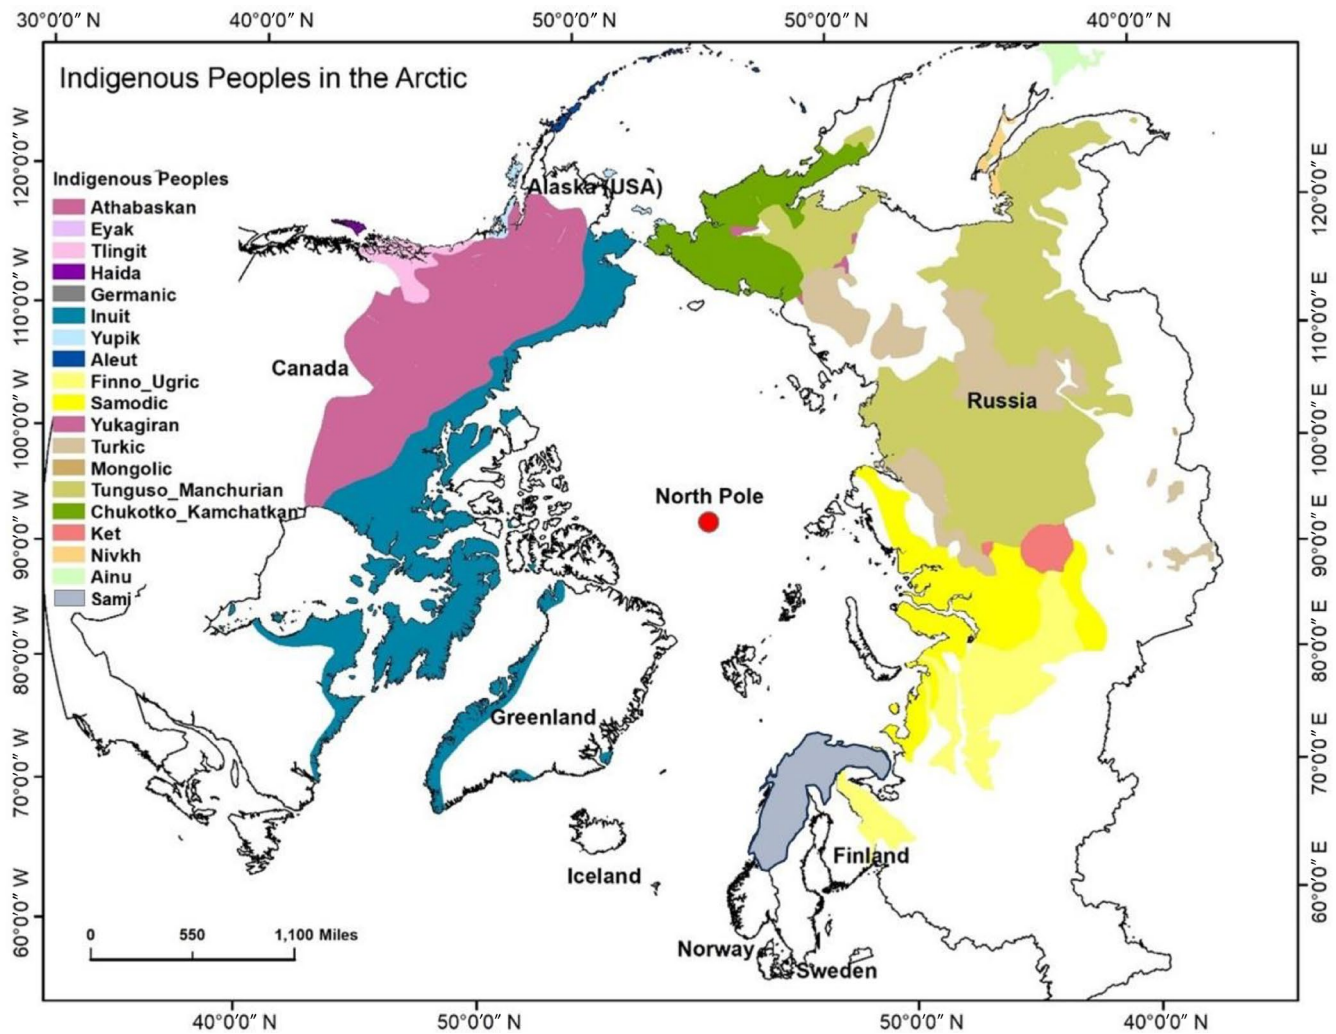 30°0'0" N 40°0'0" N 50°0'0" N 50°0'0" N 40°0'0" N
Indigenous Peoples in the Arctic
120°0'0" W
110°0'0" W
100°0'0" W
90°0'0" W
80°0'0" W
70°0'0" W
60°0'0" W
Indigenous Peoples
Athabaskan
Eyak
Tlingit
Haida
Germanic
Inuit
Yupik
Aleut
Finno_Ugric
Samodic
Yukagiran
Turkic
Mongolic
Tunguso_Manchurian
Chukotko_Kamchatkan
Ket
Nivkh
Ainu
Sami
Alaska (USA)
Canada
Russia
North Pole
Greenland
Iceland
Finland
Norway
Sweden
120°0'0" E
110°0'0" E
100°0'0" E
90°0'0" E
80°0'0" E
70°0'0" E
60°0'0" E
0 550 1,100 Miles
40°0'0" N 50°0'0" N 50°0'0" N 40°0'0" N